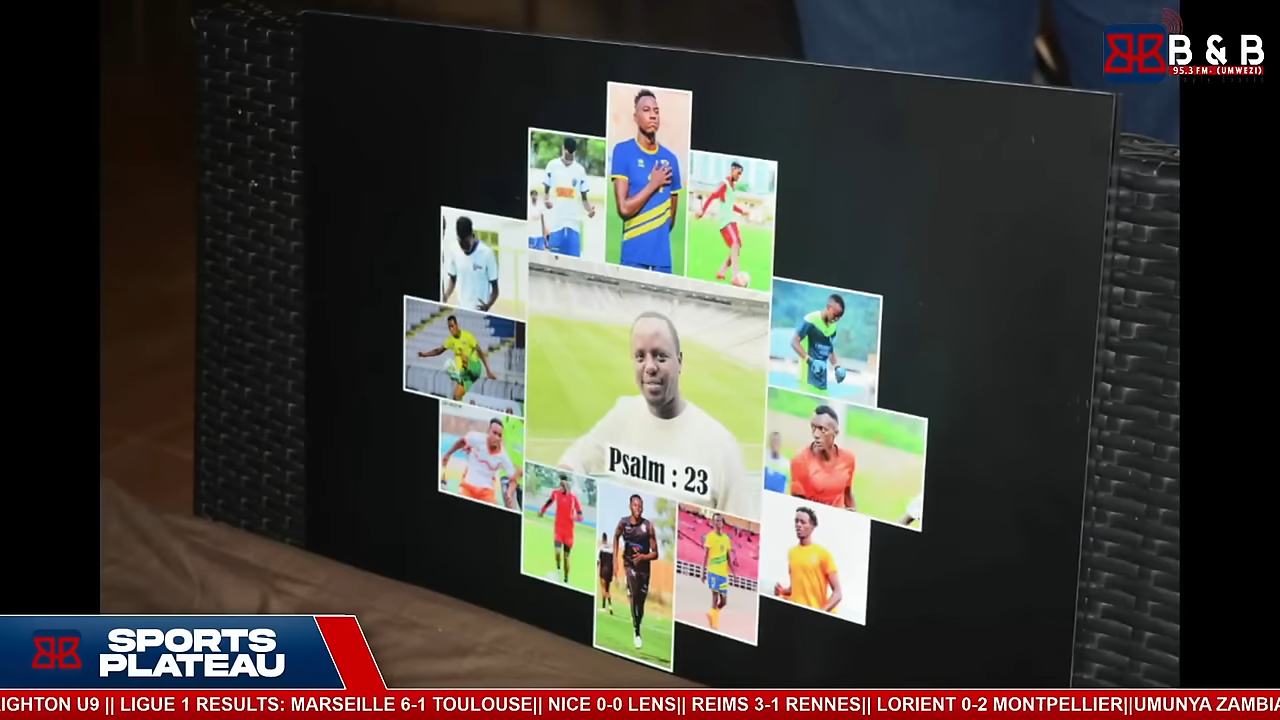 B & B
95.3 FM- (UMWEZI)
Psalm : 23
SPORTS
PLATEAU
IGHTON U9 || LIGUE 1 RESULTS: MARSEILLE 6-1 TOULOUSE|| NICE 0-0 LENS|| REIMS 3-1 RENNES|| LORIENT 0-2 MONTPELLIER||UMUNYA ZAMBIA